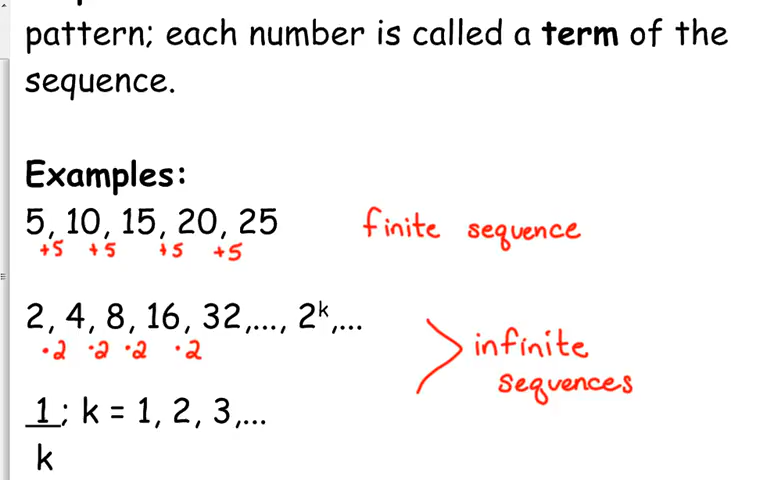 pattern; each number is called a term of the
sequence.
Examples:
5, 10, 15, 20, 25 finite sequence
+5 +5 +5 +5
2, 4, 8, 16, 32,..., 2ᵏ,...
·2 ·2 ·2 ·2
infinite
sequences
1 ; k = 1, 2, 3,...
k